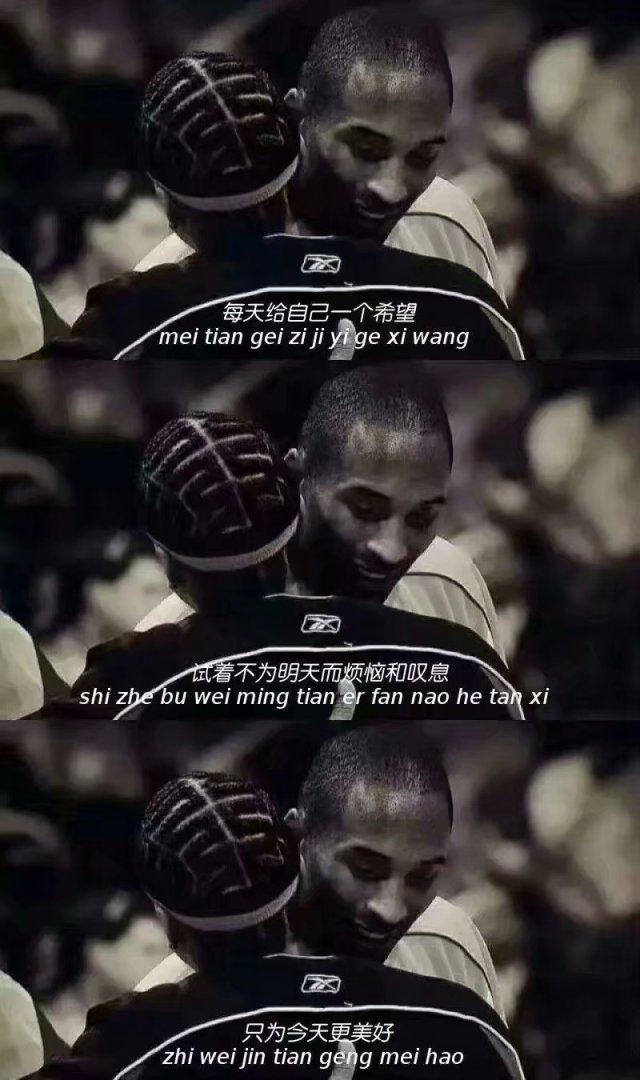 每天给自己一个希望
mei tian gei zi ji yi ge xi wang
试着不为明天而烦恼和叹息
shi zhe bu wei ming tian er fan nao he tan xi
只为今天更美好
zhi wei jin tian geng mei hao